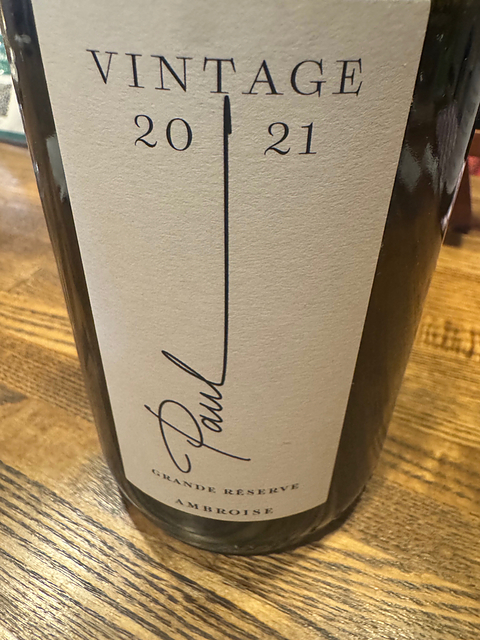 VINTAGE
20 21
Paul
GRANDE RÉSERVE
AMBROISE